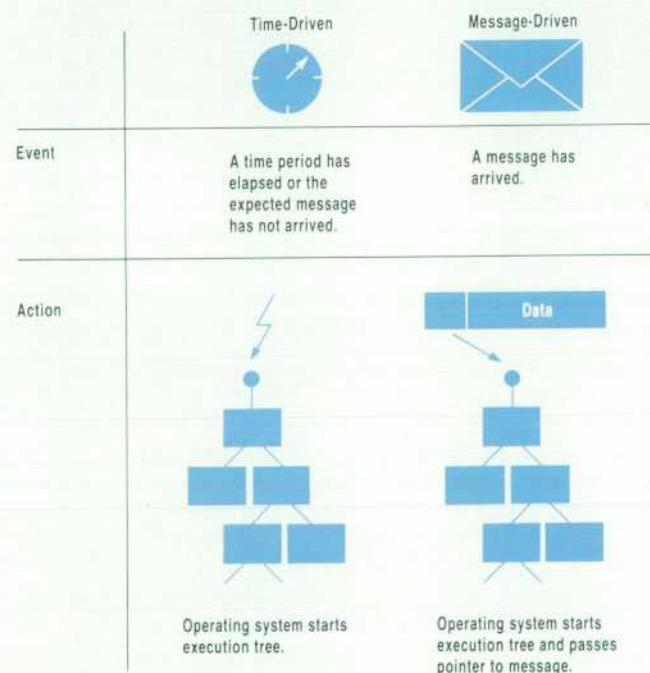 Time-Driven
Message-Driven
Event
A time period has
elapsed or the
expected message
has not arrived.
A message has
arrived.
Action
Data
Operating system starts
execution tree.
Operating system starts
execution tree and passes
pointer to message.